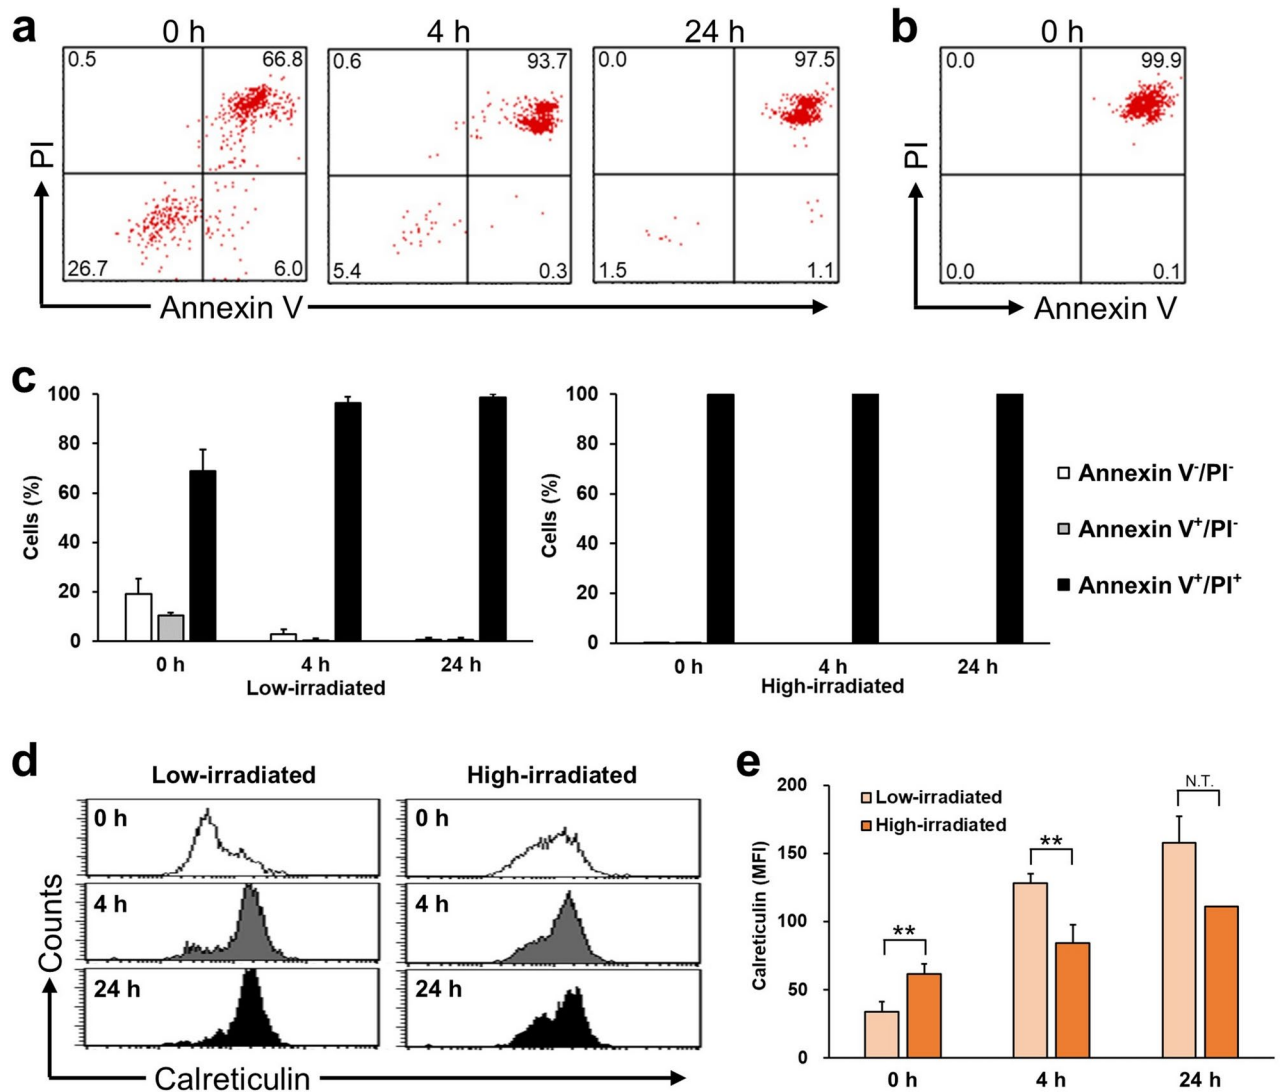 a
0 h
4 h
24 h
b
0 h
0.5
66.8
0.6
93.7
0.0
97.5
0.0
99.9
PI
PI
26.7
6.0
5.4
0.3
1.5
1.1
0.0
0.1
Annexin V
Annexin V
c
100
80
60
40
20
0
Cells (%)
0 h
4 h
24 h
Low-irradiated
100
80
60
40
20
0
Cells (%)
0 h
4 h
24 h
High-irradiated
Annexin V⁻/PI⁻
Annexin V⁺/PI⁻
Annexin V⁺/PI⁺
d
Low-irradiated
High-irradiated
0 h
0 h
4 h
4 h
24 h
24 h
Counts
Calreticulin
e
200
150
100
50
0
Calreticulin (MFI)
Low-irradiated
High-irradiated
**
**
N.T.
0 h
4 h
24 h